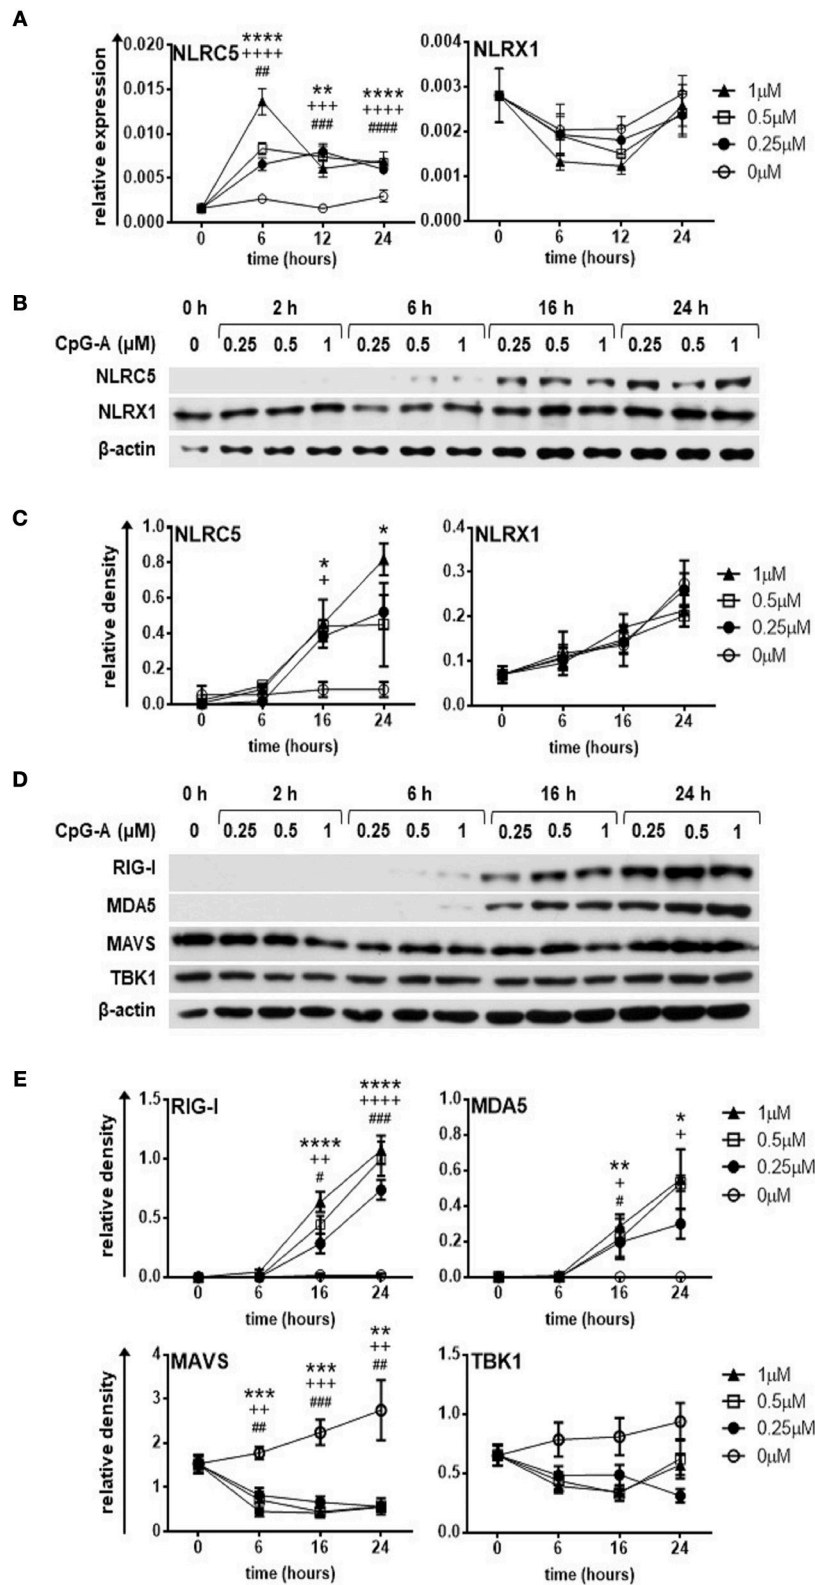 A
relative expression
NLRC5
0.020
0.015
0.010
0.005
0.000
****
++++
##
**
+++
###
****
++++
####
0 6 12 24
time (hours)
NLRX1
0.004
0.003
0.002
0.001
0.000
0 6 12 24
time (hours)
1µM
0.5µM
0.25µM
0µM
B
0 h 2 h 6 h 16 h 24 h
CpG-A (µM) 0 0.25 0.5 1 0.25 0.5 1 0.25 0.5 1 0.25 0.5 1
NLRC5
NLRX1
β-actin
C
relative density
NLRC5
1.0
0.8
0.6
0.4
0.2
0.0
*
+
*
0 6 16 24
time (hours)
NLRX1
0.4
0.3
0.2
0.1
0.0
0 6 16 24
time (hours)
1µM
0.5µM
0.25µM
0µM
D
0 h 2 h 6 h 16 h 24 h
CpG-A (µM) 0 0.25 0.5 1 0.25 0.5 1 0.25 0.5 1 0.25 0.5 1
RIG-I
MDA5
MAVS
TBK1
β-actin
E
relative density
RIG-I
1.5
1.0
0.5
0.0
****
++
#
****
++++
###
0 6 16 24
time (hours)
MDA5
1.0
0.8
0.6
0.4
0.2
0.0
**
+
#
*
+
0 6 16 24
time (hours)
1µM
0.5µM
0.25µM
0µM
relative density
MAVS
4
3
2
1
0
***
++
##
***
+++
###
**
++
##
0 6 16 24
time (hours)
TBK1
1.5
1.0
0.5
0.0
0 6 16 24
time (hours)
1µM
0.5µM
0.25µM
0µM